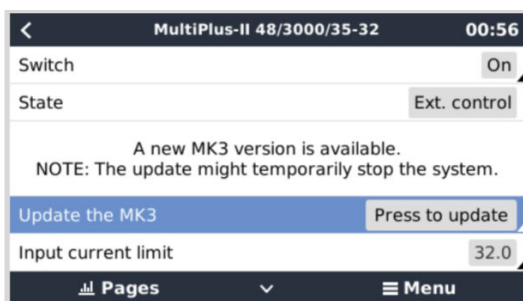 MultiPlus-II 48/3000/35-32 00:56
Switch On
State Ext. control
A new MK3 version is available.
NOTE: The update might temporarily stop the system.
Update the MK3 Press to update
Input current limit 32.0
Pages Menu